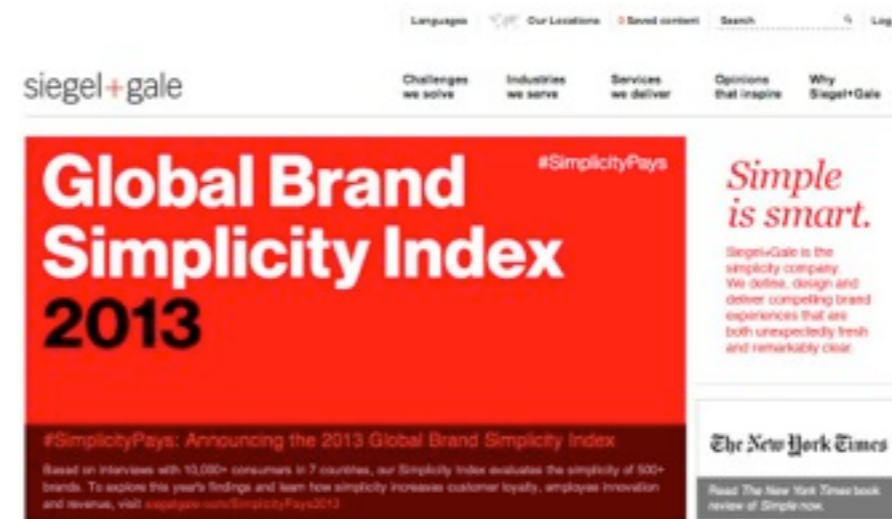 Languages Our Locations 0 Saved content Search Log
siegel+gale
Challenges we solve
Industries we serve
Services we deliver
Opinions that inspire
Why Siegel+Gale
Global Brand
Simplicity Index
2013
#SimplicityPays
#SimplicityPays: Announcing the 2013 Global Brand Simplicity Index
Based on interviews with 10,000+ consumers in 7 countries, our Simplicity Index evaluates the simplicity of 500+
brands. To explore this year's findings and learn how simplicity increases customer loyalty, employee innovation
and revenue, visit siegelgale.com/SimplicityPays2013
Simple
is smart.
Siegel+Gale is the
simplicity company.
We define, design and
deliver compelling brand
experiences that are
both unexpectedly fresh
and remarkably clear.
The New York Times
Read The New York Times book
review of Simple now.